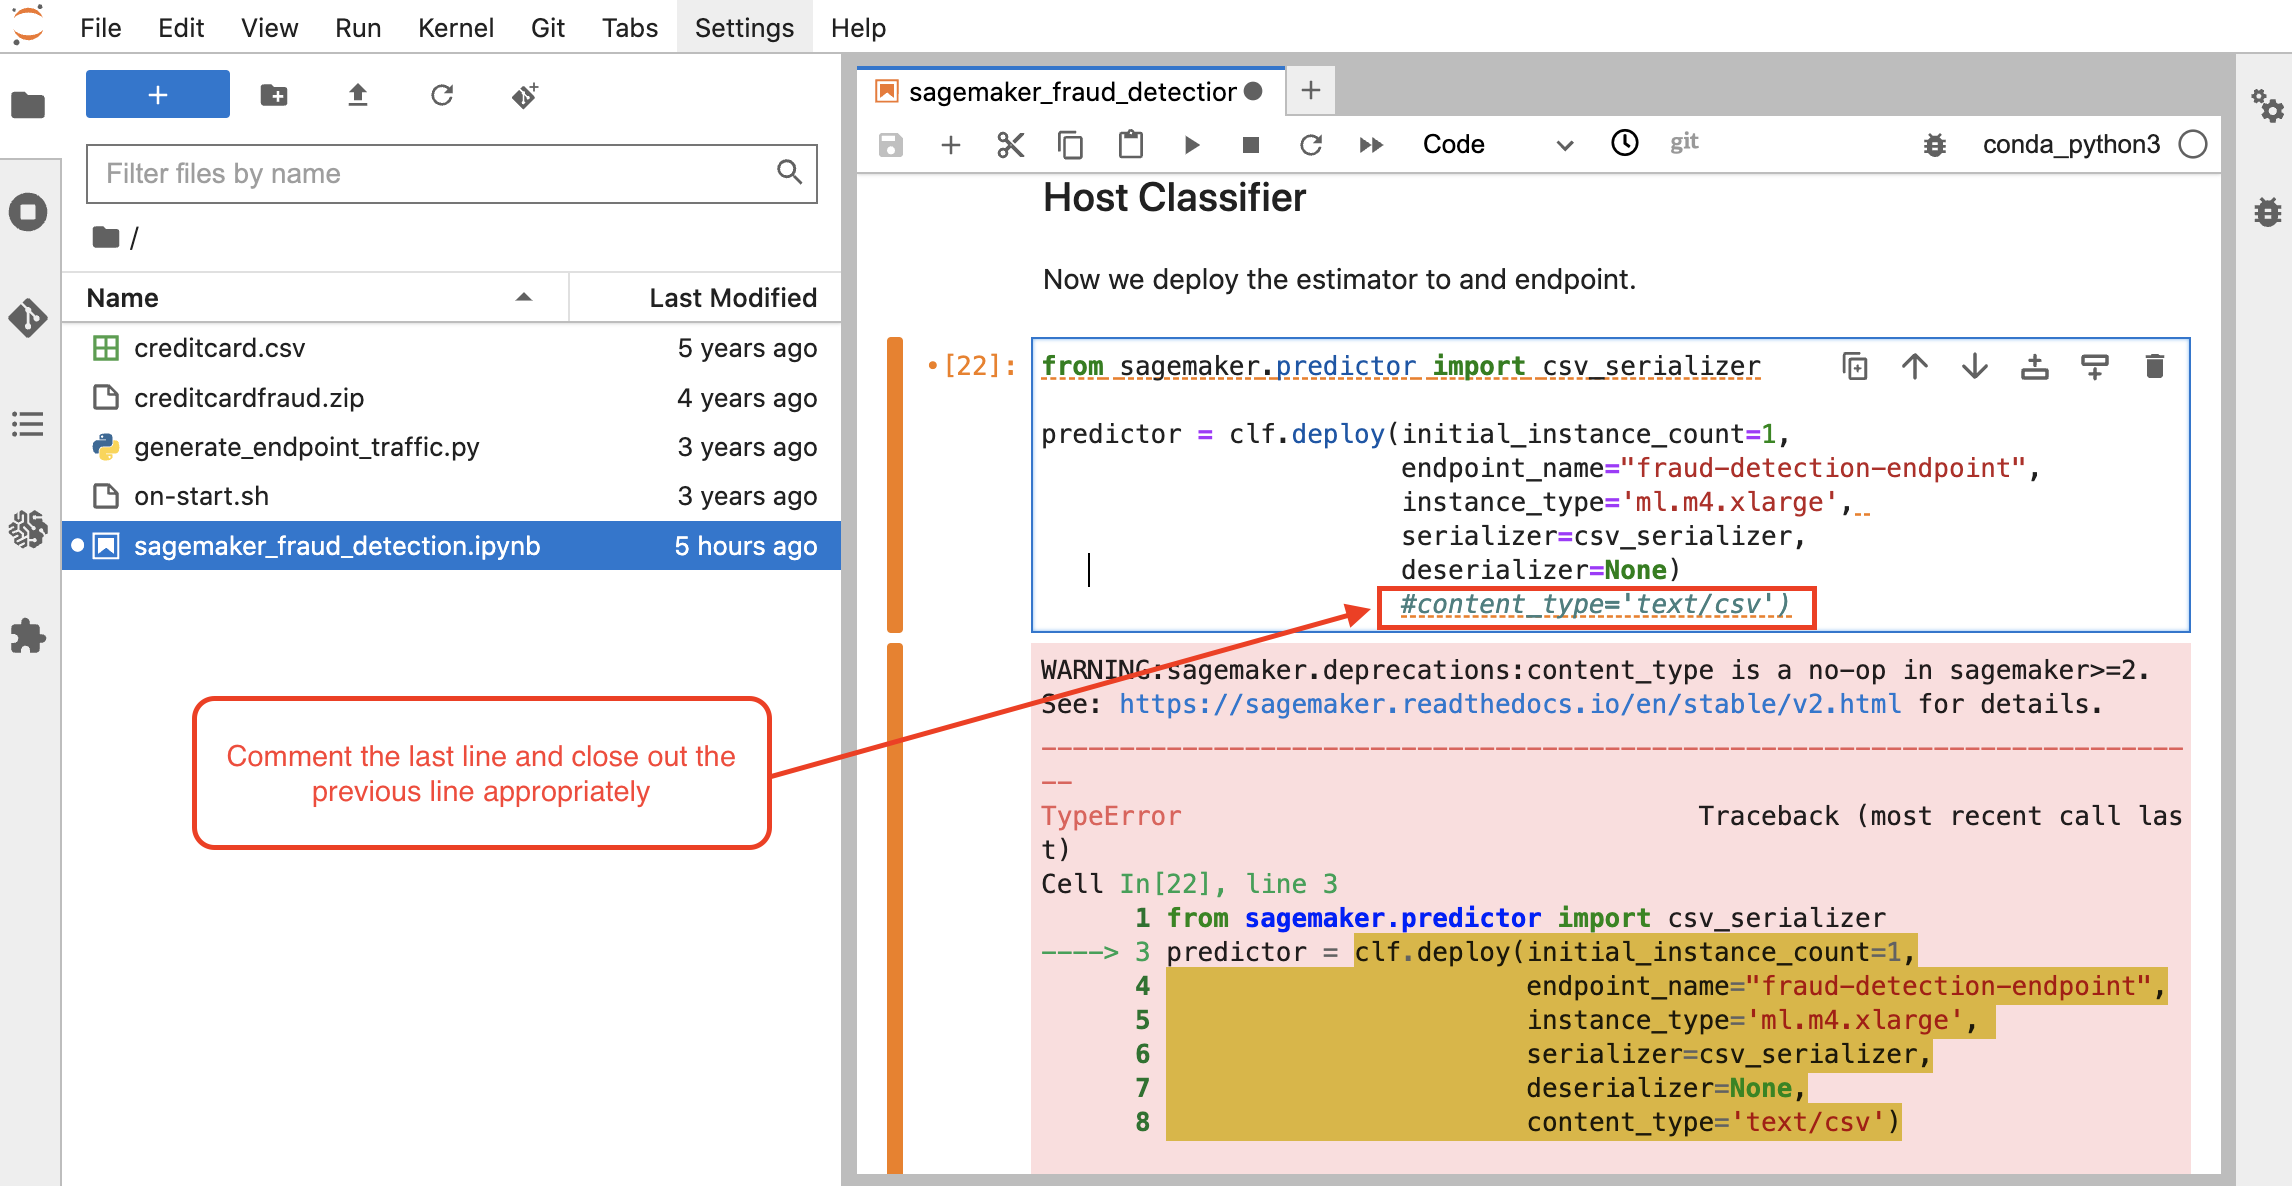 File Edit View Run Kernel Git Tabs Settings Help
Filter files by name
/
Name Last Modified
creditcard.csv 5 years ago
creditcardfraud.zip 4 years ago
generate_endpoint_traffic.py 3 years ago
on-start.sh 3 years ago
sagemaker_fraud_detection.ipynb 5 hours ago
Comment the last line and close out the
previous line appropriately
sagemaker_fraud_detection
Code git conda_python3
Host Classifier
Now we deploy the estimator to and endpoint.
[22]: from sagemaker.predictor import csv_serializer
predictor = clf.deploy(initial_instance_count=1,
endpoint_name="fraud-detection-endpoint",
instance_type='ml.m4.xlarge',
serializer=csv_serializer,
deserializer=None)
#content_type='text/csv')
WARNING:sagemaker.deprecations:content_type is a no-op in sagemaker>=2.
See: https://sagemaker.readthedocs.io/en/stable/v2.html for details.
---------------------------------------------------------------------------
--
TypeError Traceback (most recent call las
t)
Cell In[22], line 3
1 from sagemaker.predictor import csv_serializer
----> 3 predictor = clf.deploy(initial_instance_count=1,
4 endpoint_name="fraud-detection-endpoint",
5 instance_type='ml.m4.xlarge',
6 serializer=csv_serializer,
7 deserializer=None,
8 content_type='text/csv')